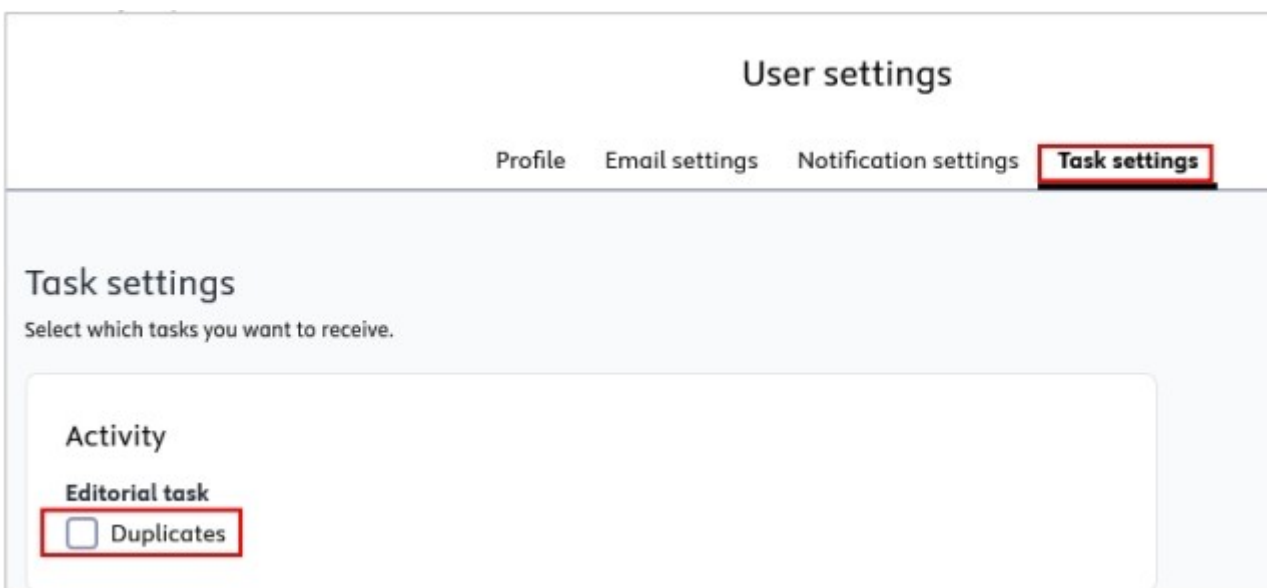 User settings
Profile Email settings Notification settings Task settings
Task settings
Select which tasks you want to receive.
Activity
Editorial task
Duplicates